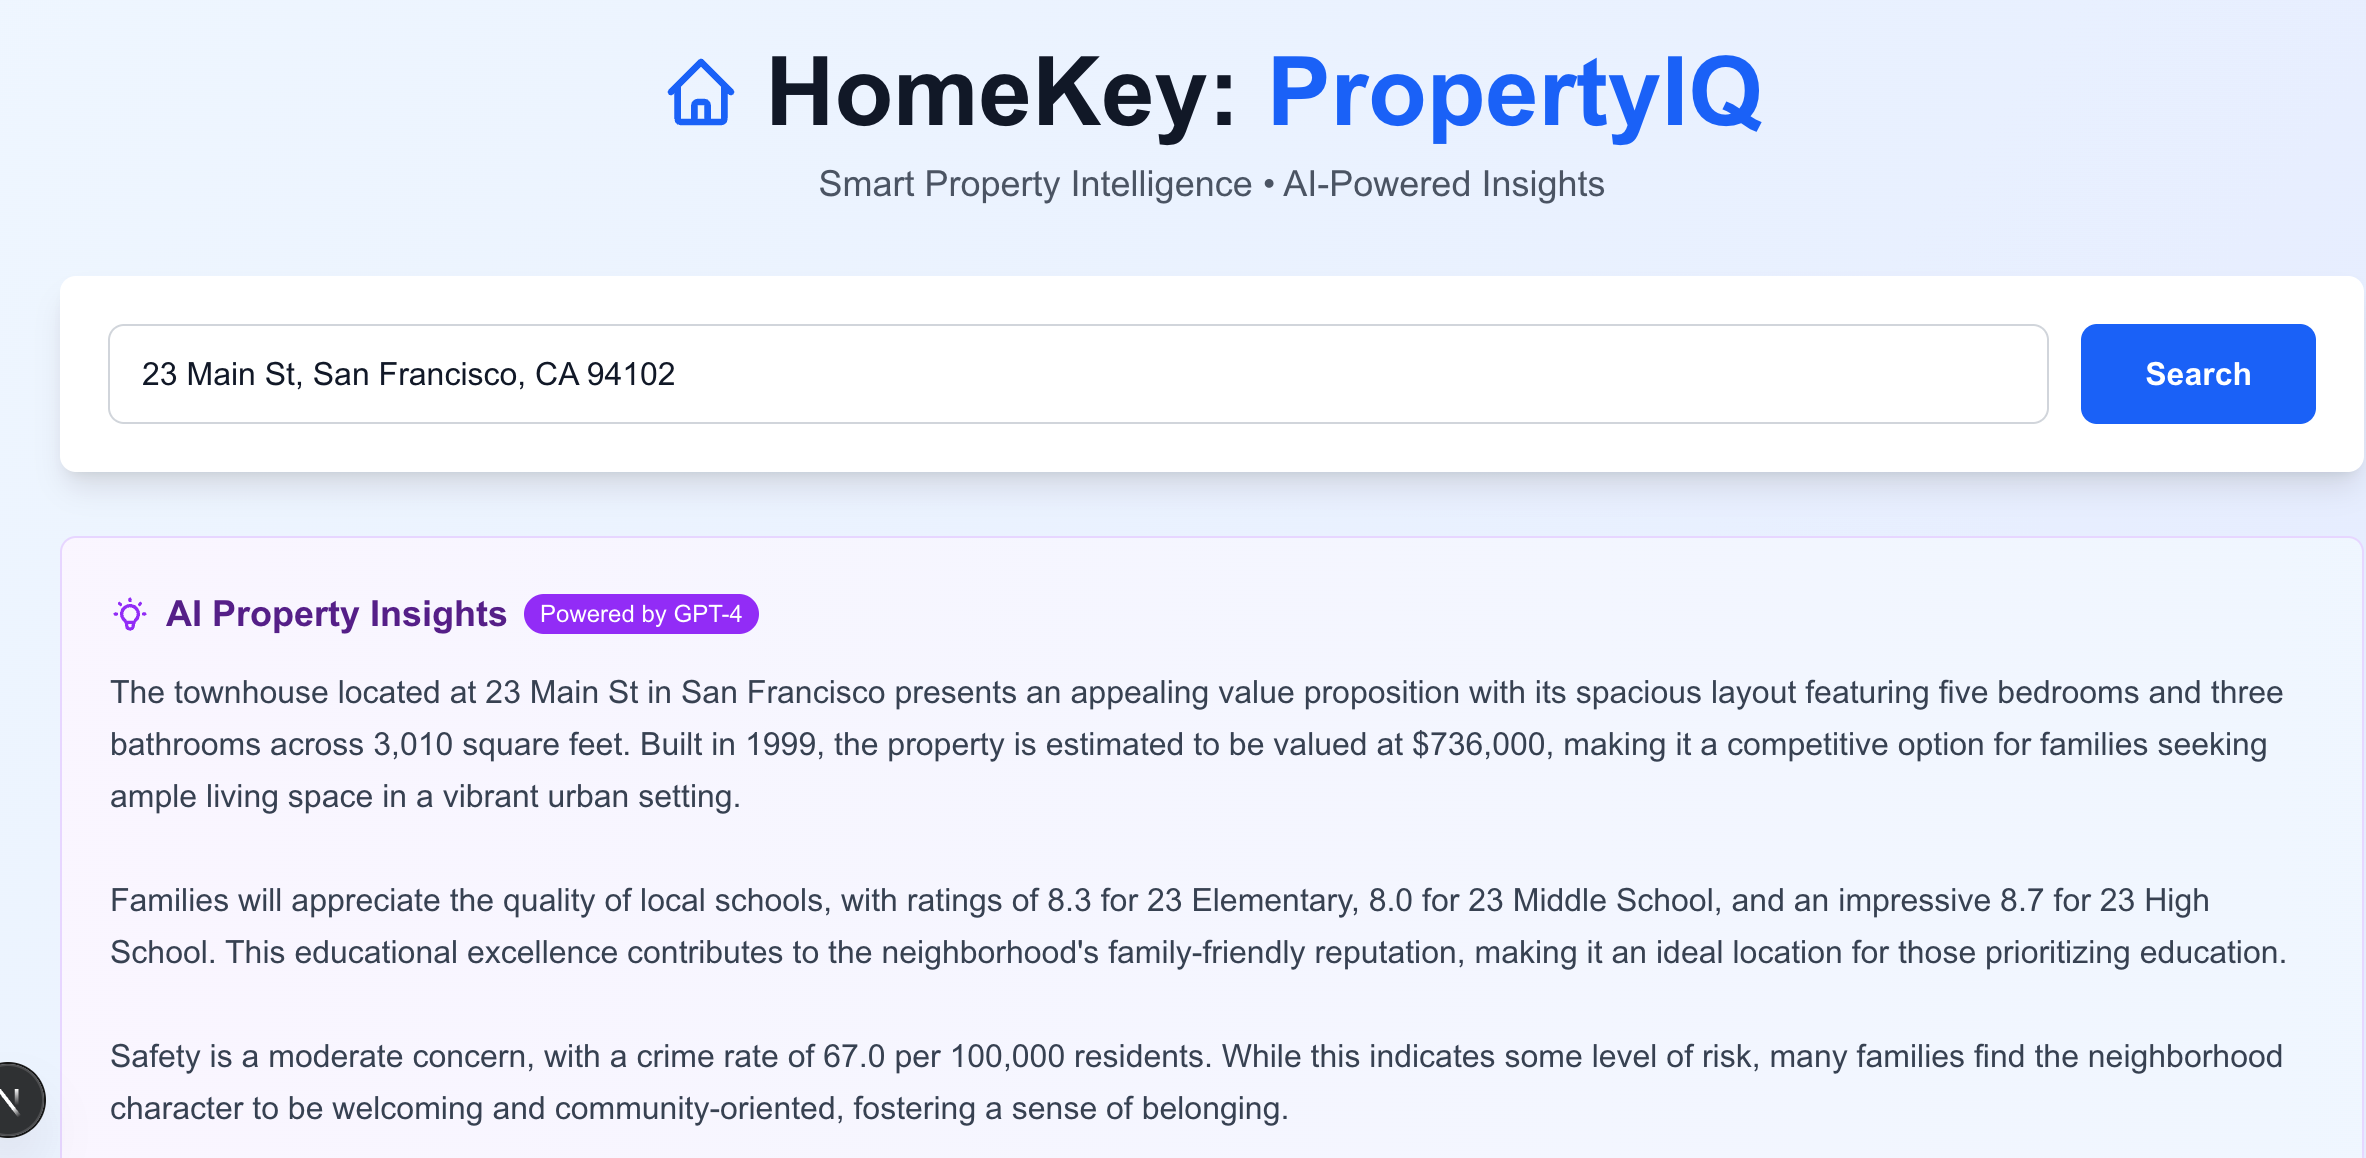 HomeKey: PropertyIQ
Smart Property Intelligence • AI-Powered Insights
23 Main St, San Francisco, CA 94102
Search
AI Property Insights
Powered by GPT-4
The townhouse located at 23 Main St in San Francisco presents an appealing value proposition with its spacious layout featuring five bedrooms and three
bathrooms across 3,010 square feet. Built in 1999, the property is estimated to be valued at $736,000, making it a competitive option for families seeking
ample living space in a vibrant urban setting.
Families will appreciate the quality of local schools, with ratings of 8.3 for 23 Elementary, 8.0 for 23 Middle School, and an impressive 8.7 for 23 High
School. This educational excellence contributes to the neighborhood's family-friendly reputation, making it an ideal location for those prioritizing education.
Safety is a moderate concern, with a crime rate of 67.0 per 100,000 residents. While this indicates some level of risk, many families find the neighborhood
character to be welcoming and community-oriented, fostering a sense of belonging.
N